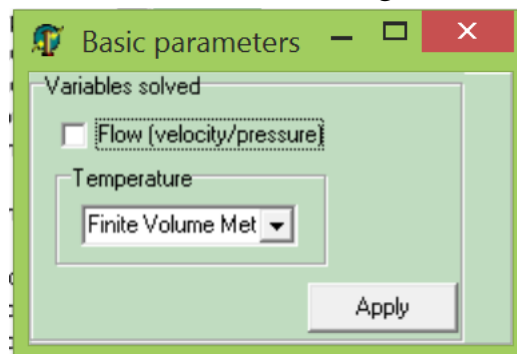 Basic parameters
Variables solved
Flow (velocity/pressure)
Temperature
Finite Volume Met
Apply